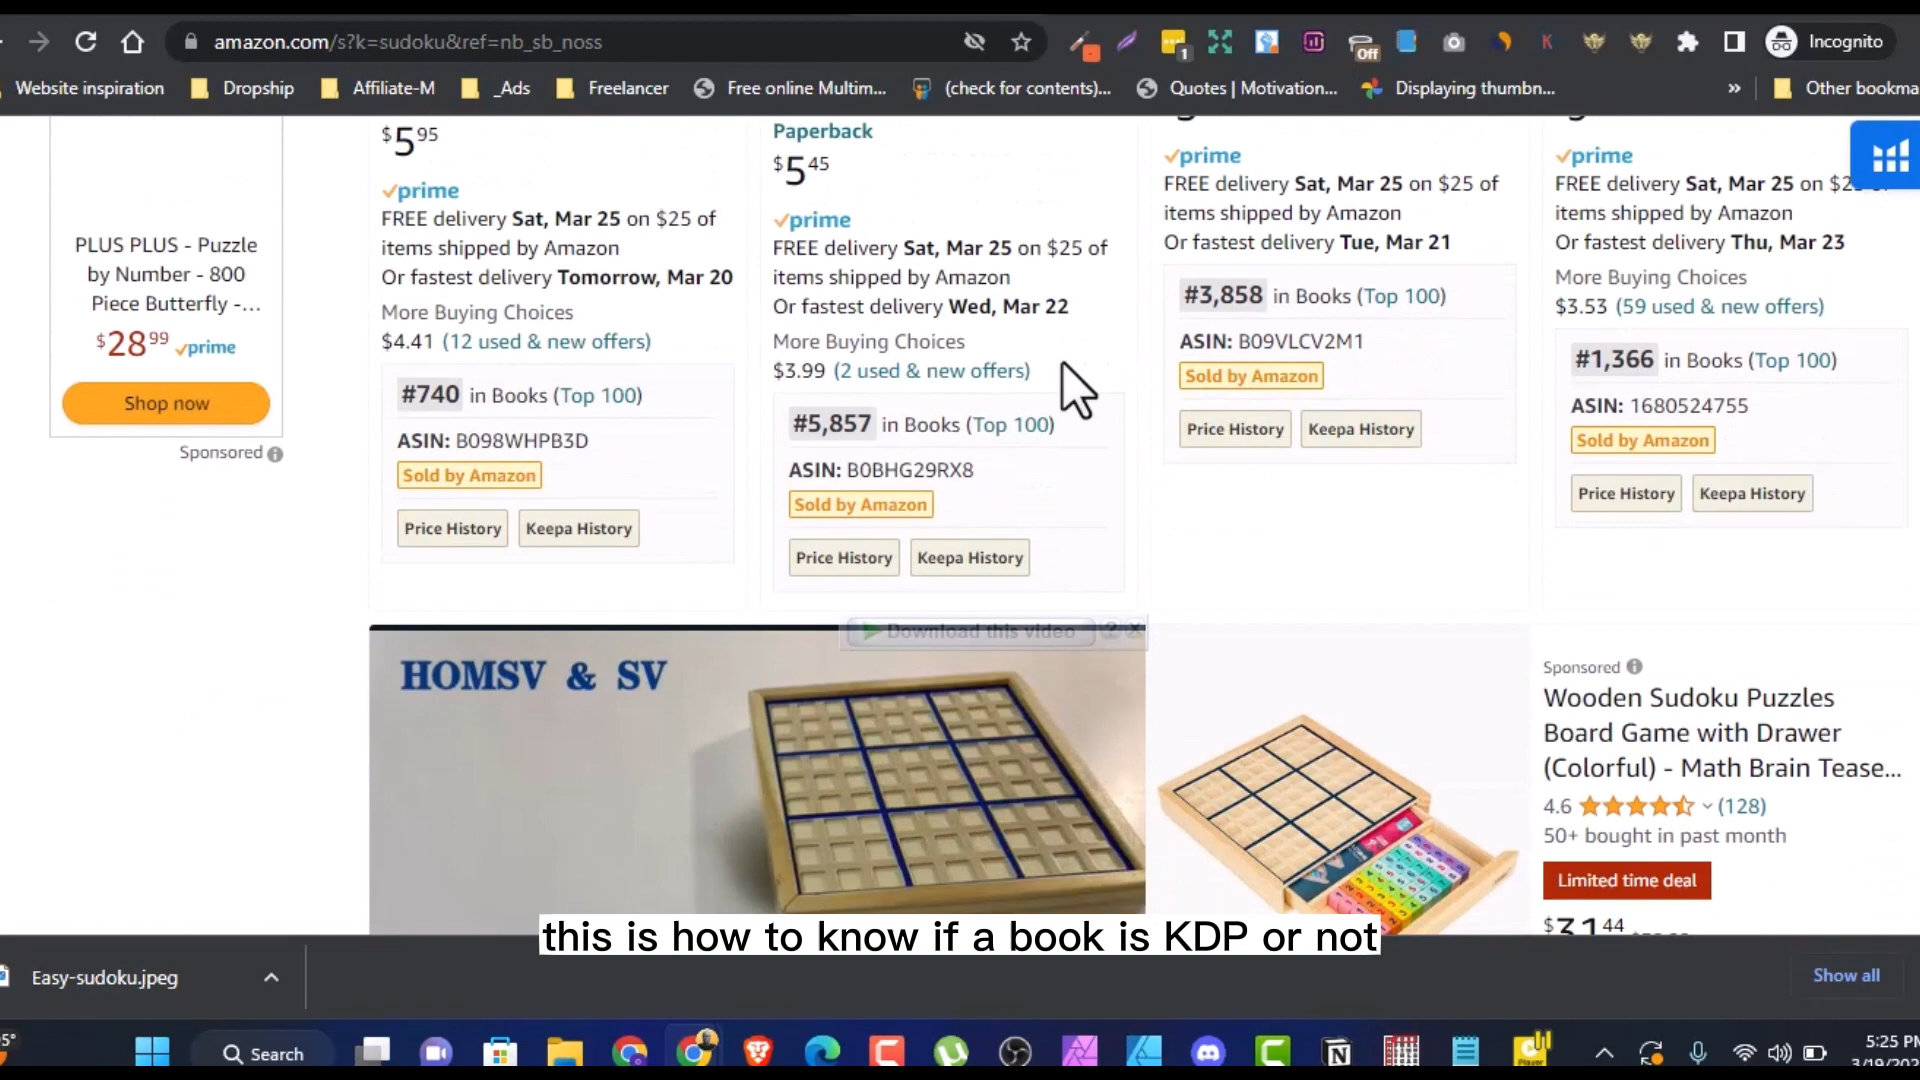 amazon.com/s?k=sudoku&ref=nb_sb_noss
1
Off
Incognito
Website inspiration
Dropship
Affiliate-M
_Ads
Freelancer
Free online Multim...
(check for contents)...
Quotes | Motivation...
Displaying thumbn...
»
Other bookma
PLUS PLUS - Puzzle
by Number - 800
Piece Butterfly -...
$28 99 prime
Shop now
Sponsored
$5 95
prime
FREE delivery Sat, Mar 25 on $25 of
items shipped by Amazon
Or fastest delivery Tomorrow, Mar 20
More Buying Choices
$4.41 (12 used & new offers)
#740 in Books (Top 100)
ASIN: B098WHPB3D
Sold by Amazon
Price History
Keepa History
Paperback
$5 45
prime
FREE delivery Sat, Mar 25 on $25 of
items shipped by Amazon
Or fastest delivery Wed, Mar 22
More Buying Choices
$3.99 (2 used & new offers)
#5,857 in Books (Top 100)
ASIN: B0BHG29RX8
Sold by Amazon
Price History
Keepa History
prime
FREE delivery Sat, Mar 25 on $25 of
items shipped by Amazon
Or fastest delivery Tue, Mar 21
#3,858 in Books (Top 100)
ASIN: B09VLCV2M1
Sold by Amazon
Price History
Keepa History
prime
FREE delivery Sat, Mar 25 on $25 of
items shipped by Amazon
Or fastest delivery Thu, Mar 23
More Buying Choices
$3.53 (59 used & new offers)
#1,366 in Books (Top 100)
ASIN: 1680524755
Sold by Amazon
Price History
Keepa History
Download this video ? X
HOMSV & SV
Sponsored
Wooden Sudoku Puzzles
Board Game with Drawer
(Colorful) - Math Brain Tease...
4.6 (128)
50+ bought in past month
Limited time deal
$31 44
this is how to know if a book is KDP or not
Easy-sudoku.jpeg
Show all
Search
5:25 PM